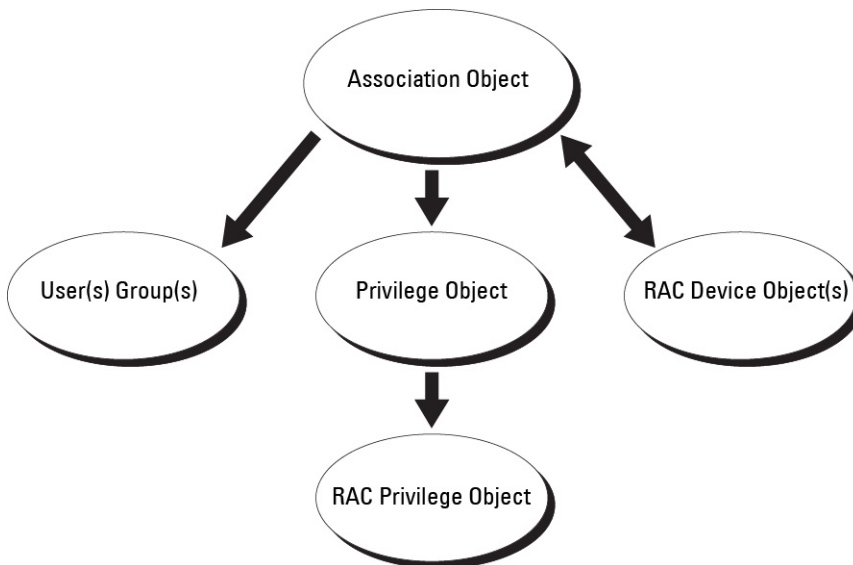 Association Object
User(s) Group(s)
Privilege Object
RAC Device Object(s)
RAC Privilege Object